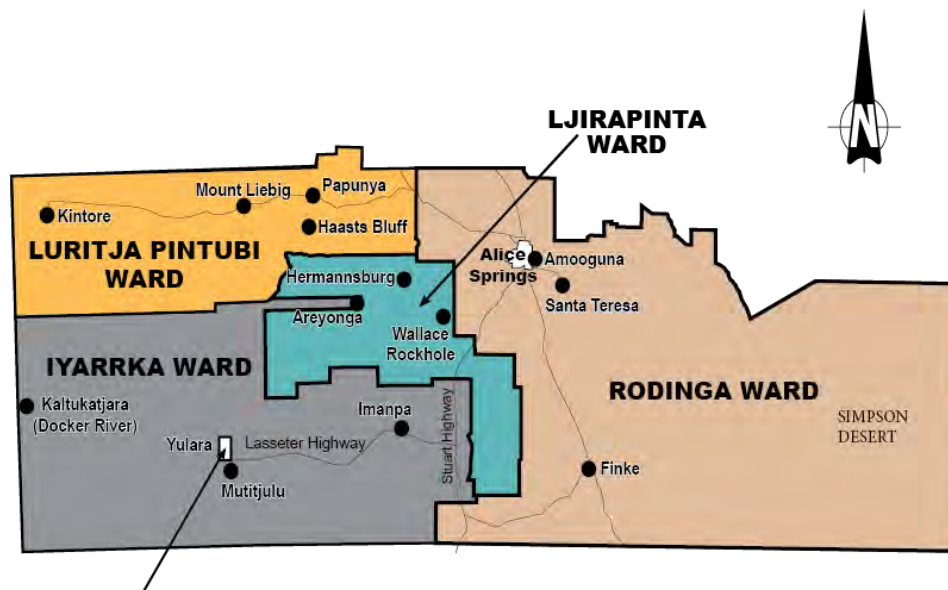 LJIRAPINTA
WARD
N
Mount Liebig
Papunya
Kintore
Haasts Bluff
LURITJA PINTUBI
WARD
Alice
Springs
Amooguna
Hermannsburg
Santa Teresa
Areyonga
Wallace
Rockhole
IYARRKA WARD
RODINGA WARD
Kaltukatjara
(Docker River)
Imanpa
Stuart Highway
SIMPSON
DESERT
Yulara
Lasseter Highway
Mutitjulu
Finke